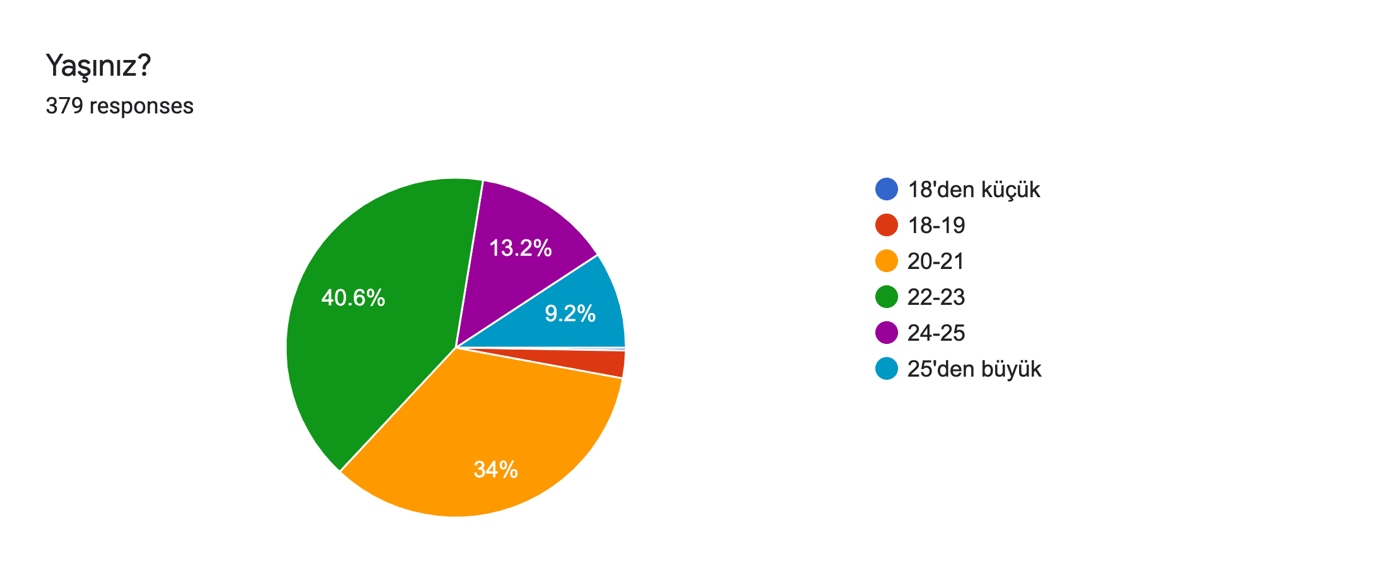 Yaşınız?
379 responses
13.2%
40.6%
9.2%
34%
18'den küçük
18-19
20-21
22-23
24-25
25'den büyük